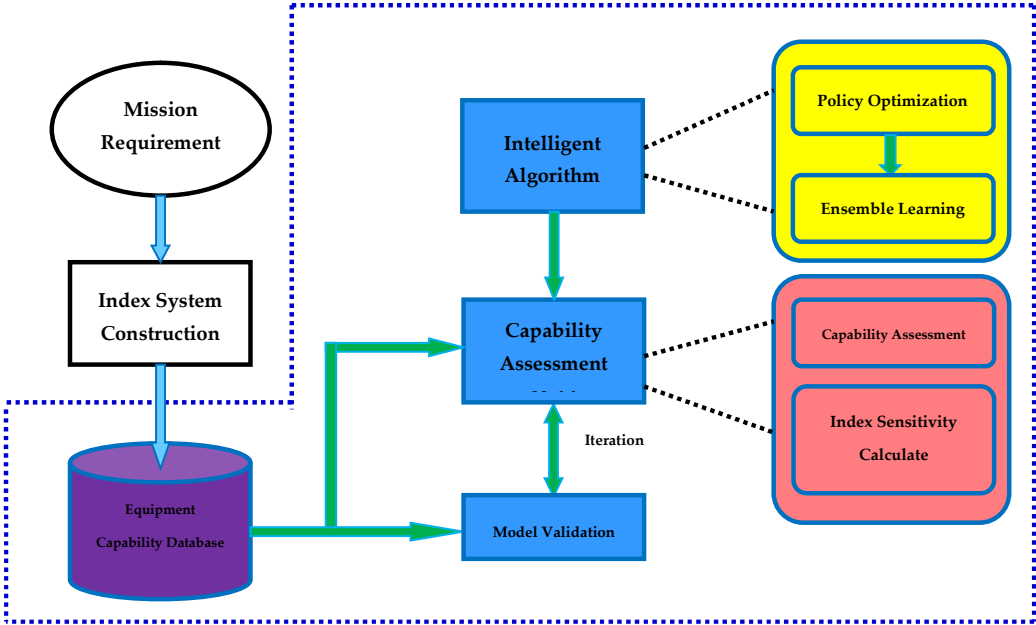 Mission
Requirement
Index System
Construction
Equipment
Capability Database
Intelligent
Algorithm
Capability
Assessment
Iteration
Model Validation
Policy Optimization
Ensemble Learning
Capability Assessment
Index Sensitivity
Calculate